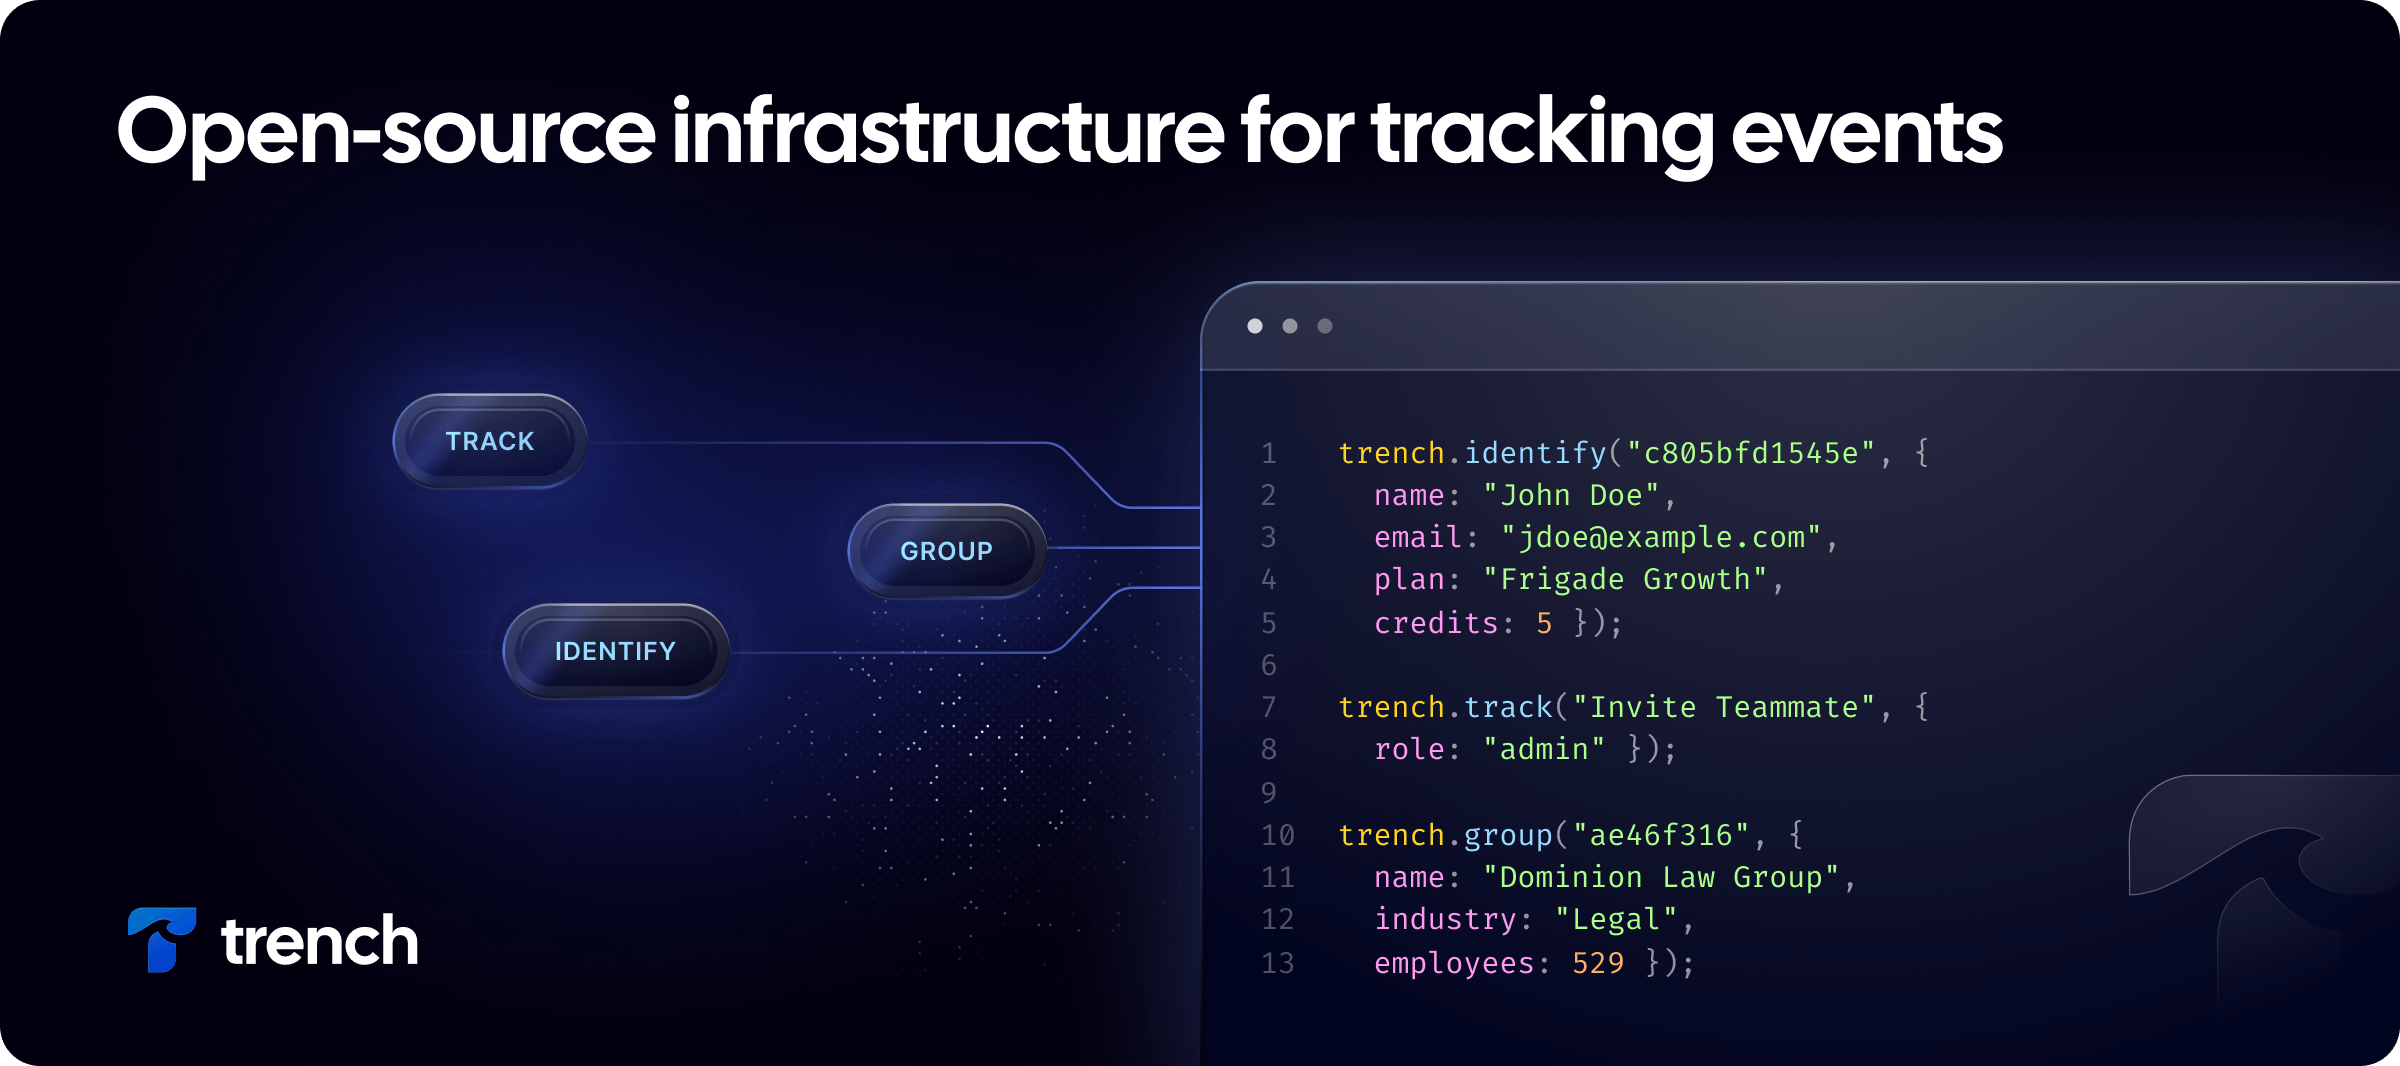 Open-source infrastructure for tracking events
TRACK
GROUP
IDENTIFY
1 trench.identify("c805bfd1545e", {
2 name: "John Doe",
3 email: "jdoe@example.com",
4 plan: "Frigade Growth",
5 credits: 5 });
6
7 trench.track("Invite Teammate", {
8 role: "admin" });
9
10 trench.group("ae46f316", {
11 name: "Dominion Law Group",
12 industry: "Legal",
13 employees: 529 });
trench